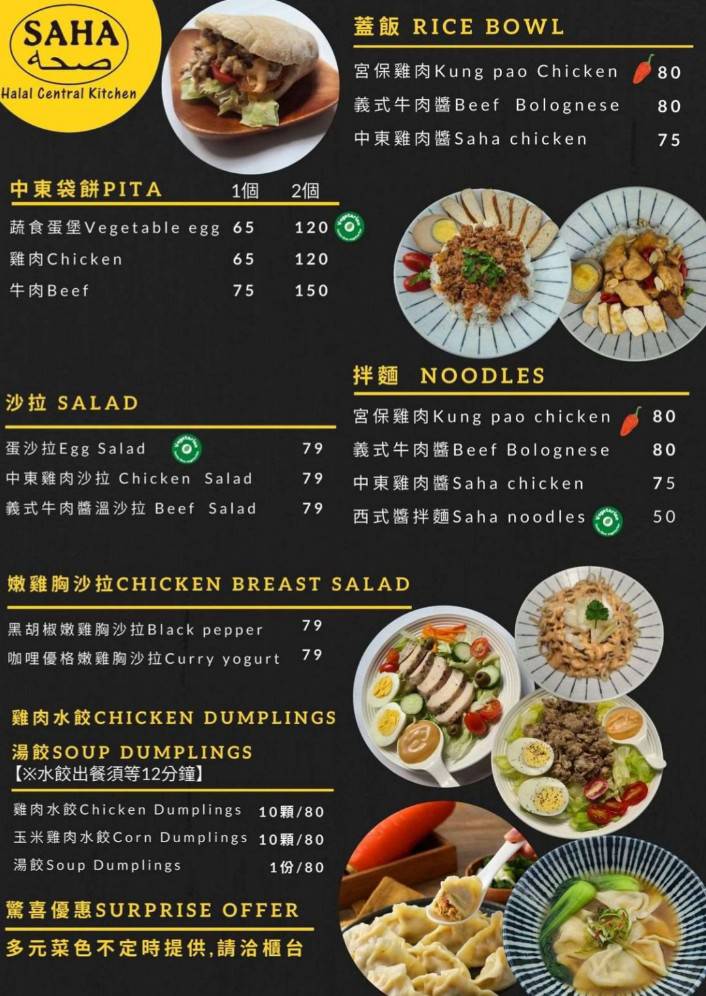 SAHA
صحة
Halal Central Kitchen
蓋飯 RICE BOWL
宮保雞肉Kung pao Chicken 80
義式牛肉醬Beef Bolognese 80
中東雞肉醬Saha chicken 75
中東袋餅PITA 1個 2個
蔬食蛋堡Vegetable egg 65 120
雞肉Chicken 65 120
牛肉Beef 75 150
沙拉 SALAD
蛋沙拉Egg Salad 79
中東雞肉沙拉 Chicken Salad 79
義式牛肉醬溫沙拉 Beef Salad 79
拌麵 NOODLES
宮保雞肉Kung pao chicken 80
義式牛肉醬Beef Bolognese 80
中東雞肉醬Saha chicken 75
西式醬拌麵Saha noodles 50
嫩雞胸沙拉CHICKEN BREAST SALAD
黑胡椒嫩雞胸沙拉Black pepper 79
咖哩優格嫩雞胸沙拉Curry yogurt 79
雞肉水餃CHICKEN DUMPLINGS
湯餃SOUP DUMPLINGS
【※水餃出餐須等12分鐘】
雞肉水餃Chicken Dumplings 10顆/80
玉米雞肉水餃Corn Dumplings 10顆/80
湯餃Soup Dumplings 1份/80
驚喜優惠SURPRISE OFFER
多元菜色不定時提供,請洽櫃台